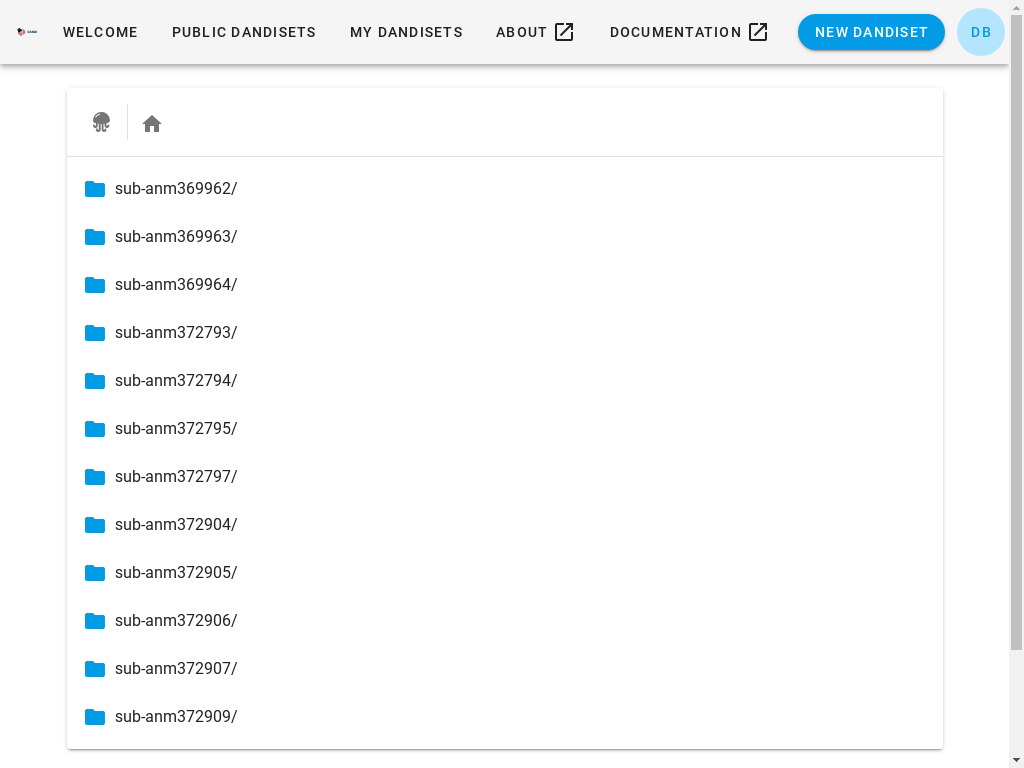 WELCOME PUBLIC DANDISETS MY DANDISETS ABOUT DOCUMENTATION NEW DANDISET DB
sub-anm369962/
sub-anm369963/
sub-anm369964/
sub-anm372793/
sub-anm372794/
sub-anm372795/
sub-anm372797/
sub-anm372904/
sub-anm372905/
sub-anm372906/
sub-anm372907/
sub-anm372909/